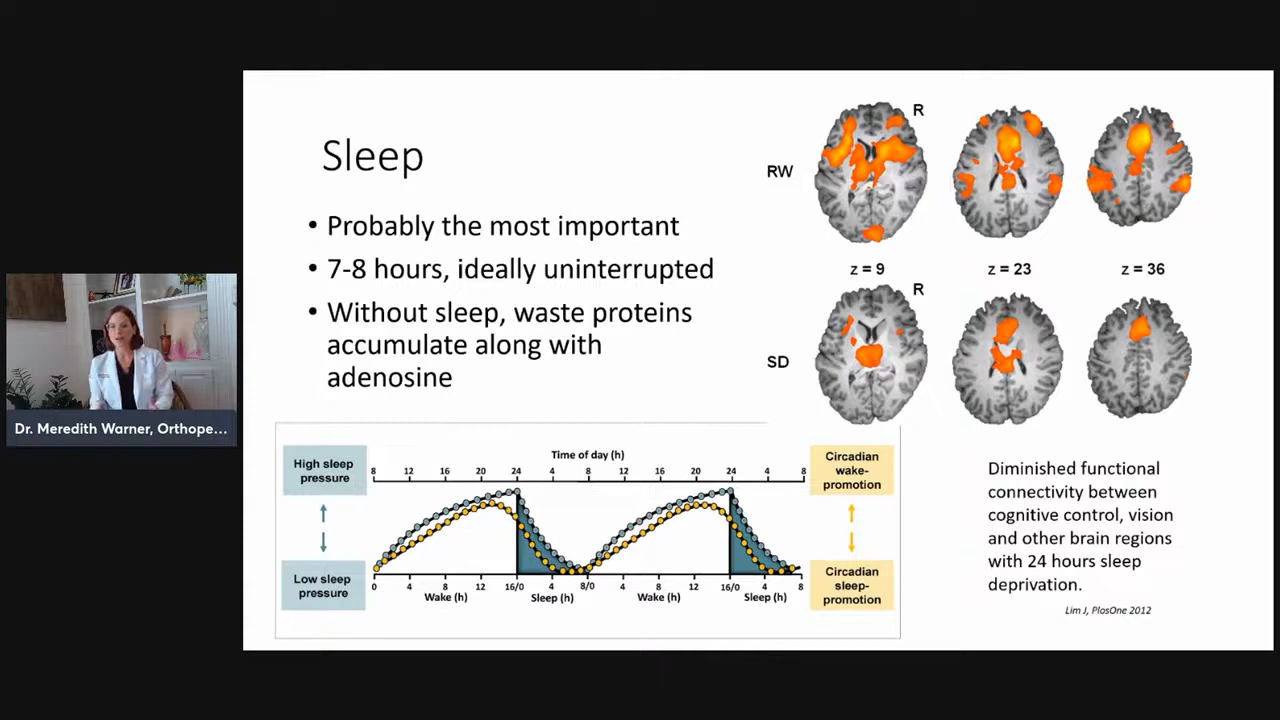 Sleep
• Probably the most important
• 7-8 hours, ideally uninterrupted
• Without sleep, waste proteins
accumulate along with
adenosine
R
RW
z = 9
z = 23
z = 36
R
SD
Dr. Meredith Warner, Orthope...
High sleep
pressure
Low sleep
pressure
Time of day (h)
8 12 16 20 24 4 8 12 16 20 24 4 8
0 4 8 12 16/0 4 8/0 4 8 12 16/0 4 8
Wake (h) Sleep (h) Wake (h) Sleep (h)
Circadian
wake-
promotion
Circadian
sleep-
promotion
Diminished functional
connectivity between
cognitive control, vision
and other brain regions
with 24 hours sleep
deprivation.
Lim J, PlosOne 2012